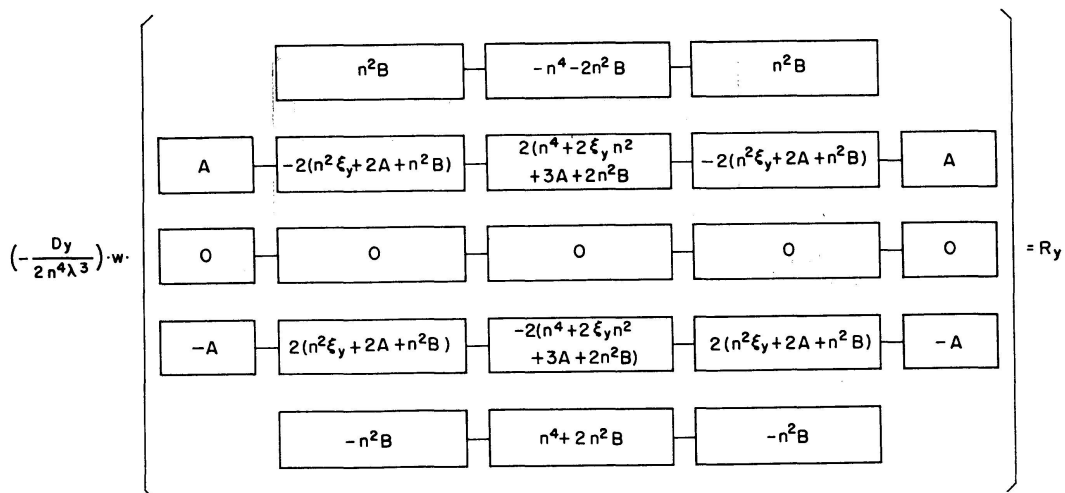 n²B   -n⁴-2n²B   n²B
A   -2(n²ξy+2A+n²B)   2(n⁴+2ξyn²   -2(n²ξy+2A+n²B)   A
+3A+2n²B
(-Dy/2n⁴λ³)·w·   0   0   0   0   0   =Ry
-A   2(n²ξy+2A+n²B)   -2(n⁴+2ξyn²   2(n²ξy+2A+n²B)   -A
+3A+2n²B)
-n²B   n⁴+2n²B   -n²B